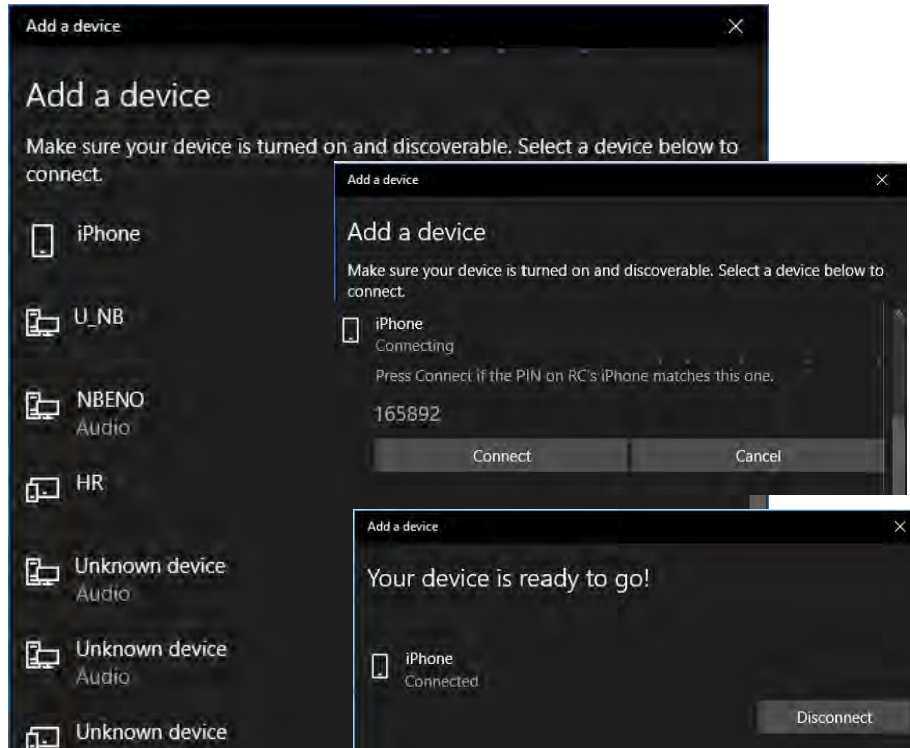 Add a device
Add a device
Make sure your device is turned on and discoverable. Select a device below to
connect.
iPhone
U_NB
NBENO
Audio
HR
Unknown device
Audio
Unknown device
Audio
Unknown device
Add a device
Add a device
Make sure your device is turned on and discoverable. Select a device below to
connect.
iPhone
Connecting
Press Connect if the PIN on RC's iPhone matches this one.
165892
Connect Cancel
Add a device
Your device is ready to go!
iPhone
Connected
Disconnect